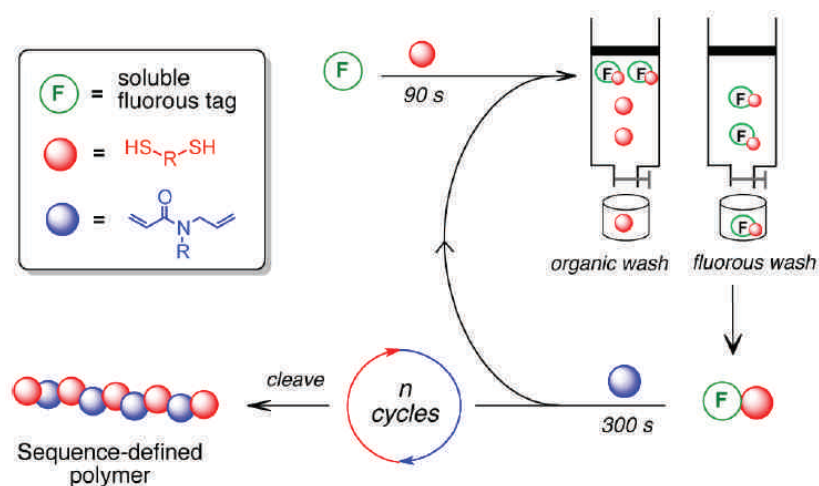 F = soluble
fluorous tag
= HS R SH
= O
N
R
F
90 s
F F
F
F
F
organic wash
fluorous wash
F
300 s
n
cycles
cleave
Sequence-defined
polymer